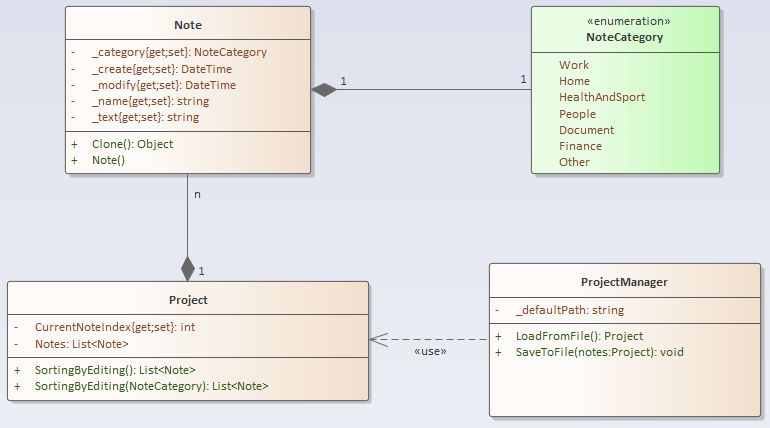 Note
- _category{get;set}: NoteCategory
- _create{get;set}: DateTime
- _modify{get;set}: DateTime
- _name{get;set}: string
- _text{get;set}: string
+ Clone(): Object
+ Note()
«enumeration»
NoteCategory
Work
Home
HealthAndSport
People
Document
Finance
Other
1
1
n
1
Project
- CurrentNoteIndex{get;set}: int
- Notes: List<Note>
+ SortingByEditing(): List<Note>
+ SortingByEditing(NoteCategory): List<Note>
«use»
ProjectManager
- _defaultPath: string
+ LoadFromFile(): Project
+ SaveToFile(notes:Project): void